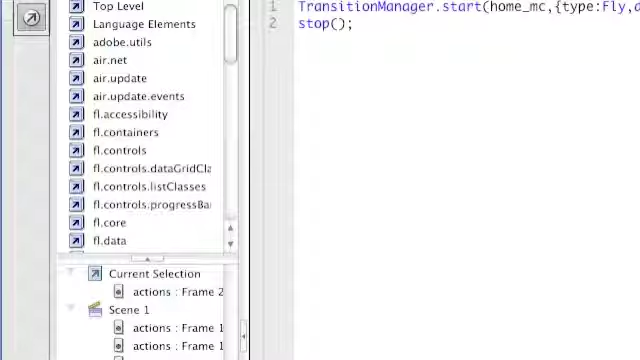 Top Level
Language Elements
adobe.utils
air.net
air.update
air.update.events
fl.accessibility
fl.containers
fl.controls
fl.controls.dataGridCla
fl.controls.listClasses
fl.controls.progressBa
fl.core
fl.data
Current Selection
actions : Frame 2
Scene 1
actions : Frame 1
actions : Frame 1
1 TransitionManager.start(home_mc,{type:Fly,d
2 stop();